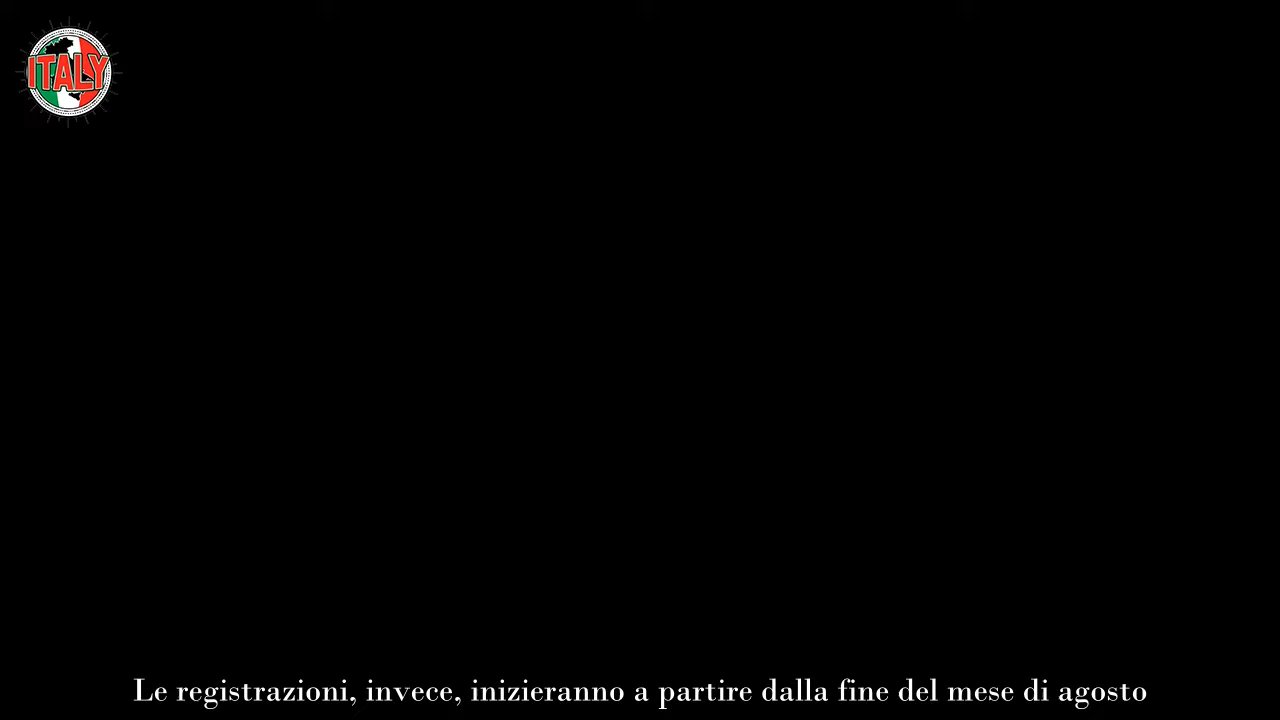 ITALY
Le registrazioni, invece, inizieranno a partire dalla fine del mese di agosto